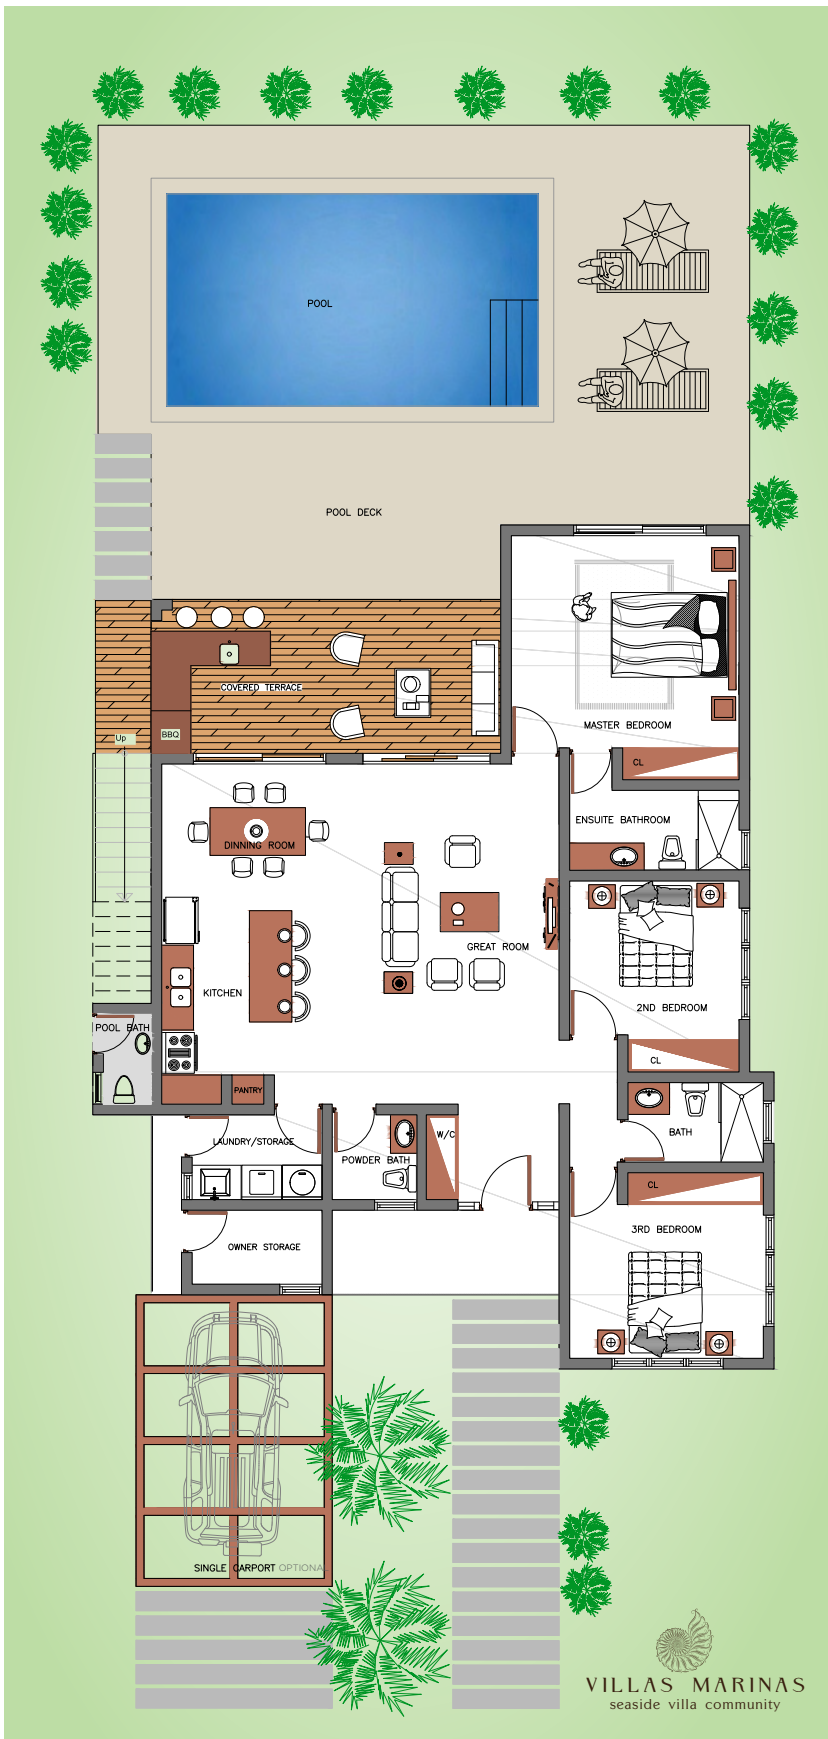 POOL
POOL DECK
COVERED TERRACE
MASTER BEDROOM
Up
BBQ
CL
ENSUITE BATHROOM
DINNING ROOM
GREAT ROOM
KITCHEN
2ND BEDROOM
POOL BATH
CL
PANTRY
W/C
BATH
LAUNDRY/STORAGE
POWDER BATH
CL
3RD BEDROOM
OWNER STORAGE
SINGLE CARPORT OPTIONAL
VILLAS MARINAS
seaside villa community